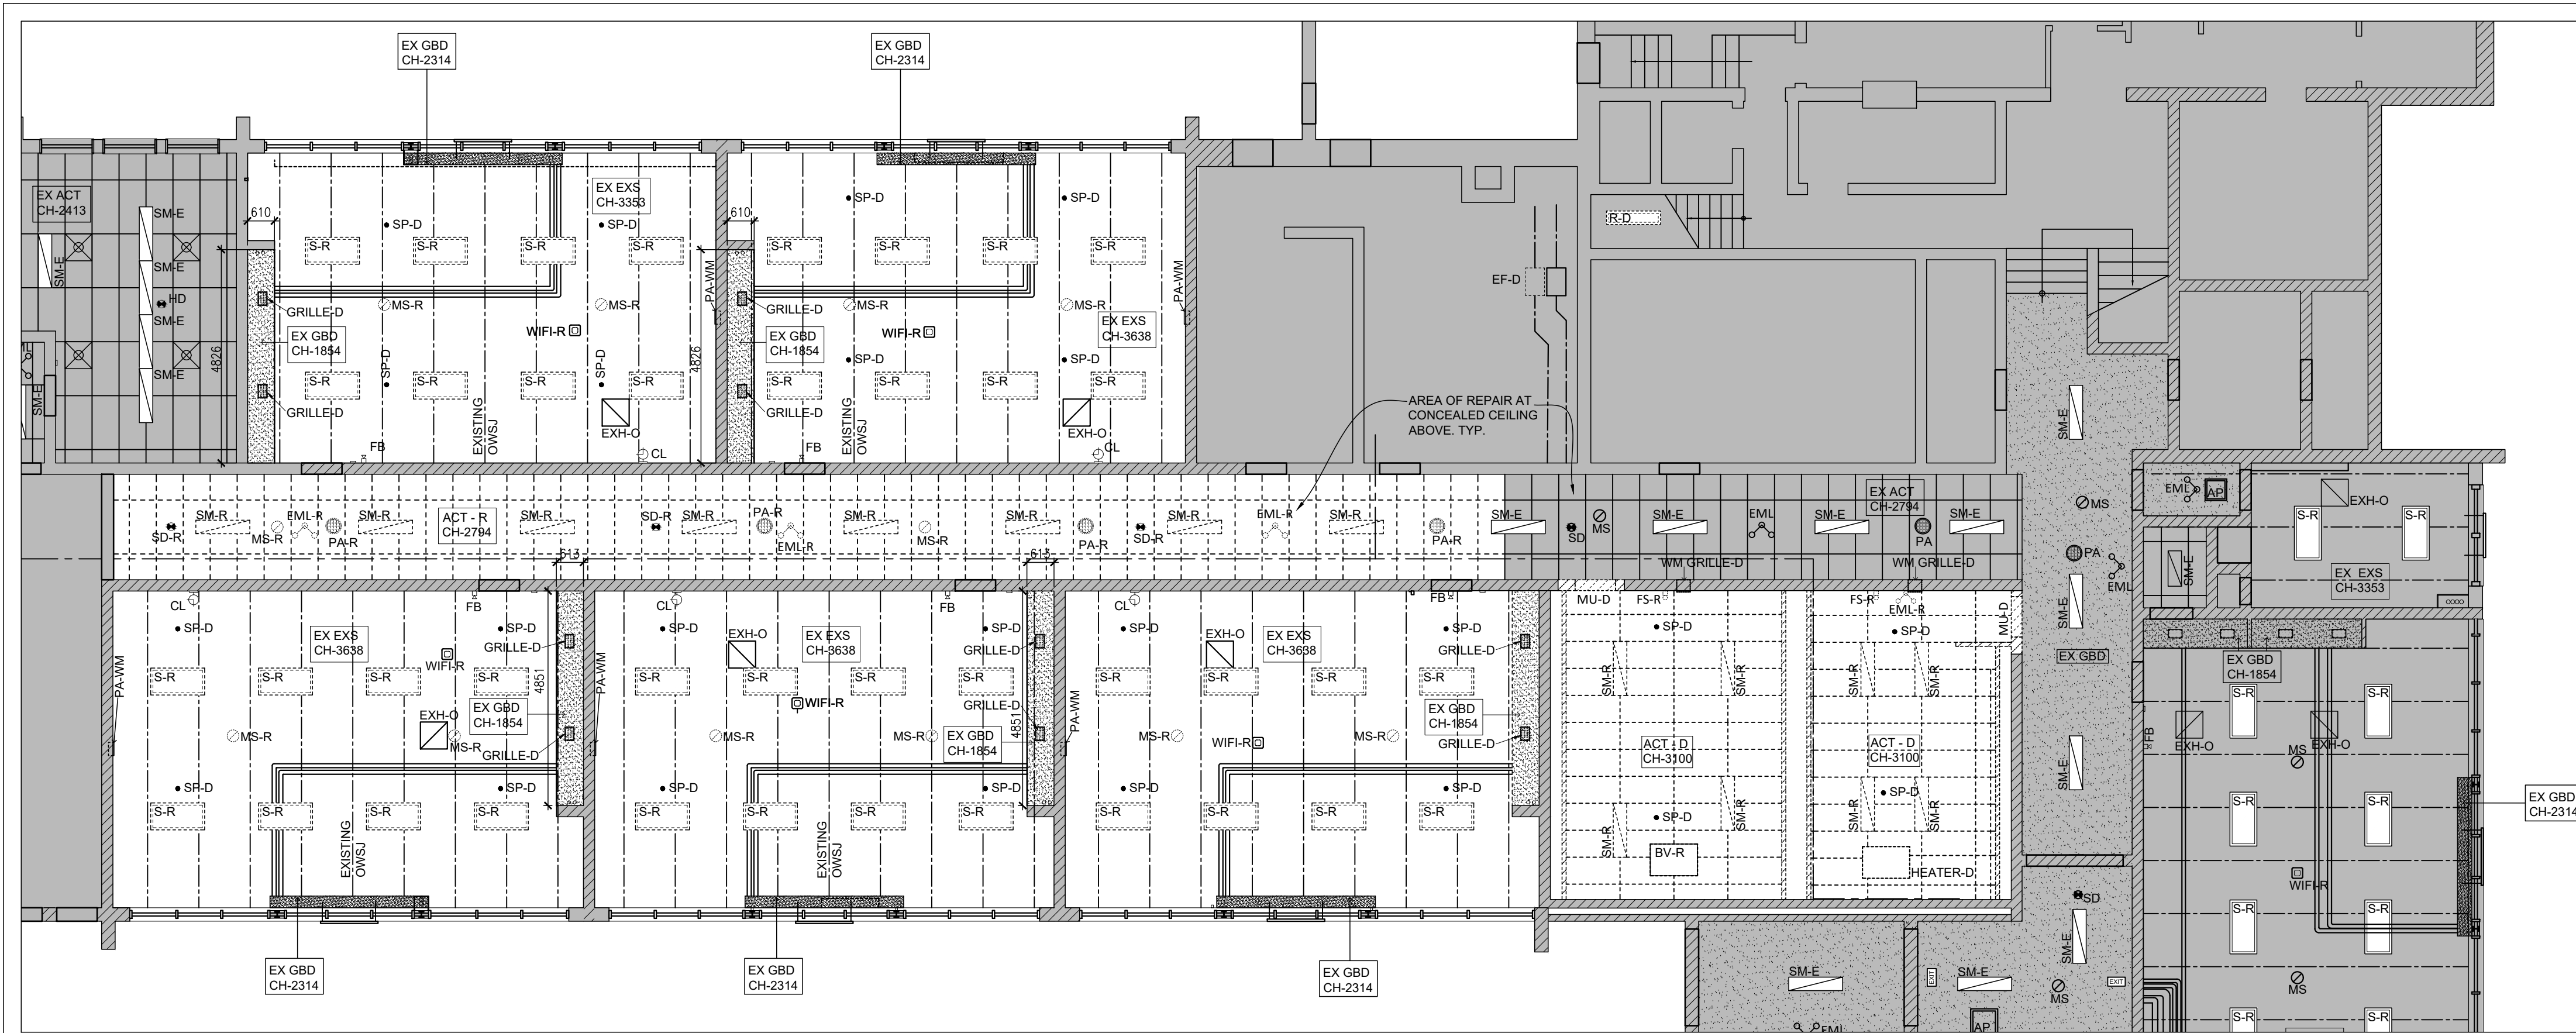 EX GBD
CH-2314
EX GBD
CH-2314
EX ACT
CH-2413
SM-E
SM-E
SM-E
HD
SM-E
SM-E
SM-E
610
4826
EX EXS
CH-3353
SP-D
SP-D
S-R
S-R
S-R
S-R
GRILLE-D
MS-R
MS-R
WIFI-R
EX GBD
CH-1854
SP-D
SP-D
S-R
S-R
S-R
S-R
GRILLE-D
EXISTING
OWSJ
EXH-O
FB
CL
PA-WM
610
4826
SP-D
SP-D
S-R
S-R
S-R
S-R
GRILLE-D
MS-R
MS-R
WIFI-R
EX EXS
CH-3638
EX GBD
CH-1854
SP-D
SP-D
S-R
S-R
S-R
S-R
GRILLE-D
EXISTING
OWSJ
EXH-O
FB
CL
PA-WM
R-D
EF-D
AREA OF REPAIR AT
CONCEALED CEILING
ABOVE. TYP.
SD-R
SM-R
MS-R
EML-R
PA-R
SM-R
ACT - R
CH-2794
SM-R
SD-R
SM-R
PA-R
EML-R
SM-R
MS-R
SM-R
PA-R
SD-R
SM-R
EML-R
SM-R
PA-R
SM-E
SD
MS
SM-E
EML
SM-E
EX ACT
CH-2794
PA
SM-E
WM GRILLE-D
WM GRILLE-D
613
613
CL
FB
SP-D
SP-D
EX EXS
CH-3638
WIFI-R
GRILLE-D
S-R
S-R
S-R
S-R
4851
PA-WM
EX GBD
CH-1854
EXH-O
MS-R
MS-R
GRILLE-D
SP-D
SP-D
S-R
S-R
S-R
S-R
EXISTING
OWSJ
EX GBD
CH-2314
CL
FB
SP-D
SP-D
EXH-O
EX EXS
CH-3638
GRILLE-D
S-R
S-R
S-R
S-R
PA-WM
WIFI-R
GRILLE-D
4851
MS-R
MS-R
EX GBD
CH-1854
SP-D
SP-D
S-R
S-R
S-R
S-R
EXISTING
OWSJ
EX GBD
CH-2314
CL
FB
SP-D
SP-D
EXH-O
EX EXS
CH-3638
GRILLE-D
S-R
S-R
S-R
S-R
PA-WM
EX GBD
CH-1854
MS-R
WIFI-R
MS-R
GRILLE-D
SP-D
SP-D
S-R
S-R
S-R
S-R
EX GBD
CH-2314
MU-D
FS-R
SP-D
SM-R
SM-R
ACT - D
CH-3100
SM-R
SM-R
SP-D
BV-R
FS-R
EML-R
SP-D
MU-D
SM-R
SM-R
ACT - D
CH-3100
SP-D
SM-R
SM-R
HEATER-D
SM-E
MS
PA
EML
SM-E
EX GBD
SM-E
SD
SM-E
MS
EXIT
EXIT
SM-E
SM-E
EML
AP
EML
AP
SM-E
EXH-O
S-R
S-R
EX EXS
CH-3353
EX GBD
CH-1854
S-R
S-R
FB
EXH-O
EXH-O
MS
S-R
S-R
EX GBD
CH-2314
WIFI-R
S-R
S-R
MS
S-R
S-R